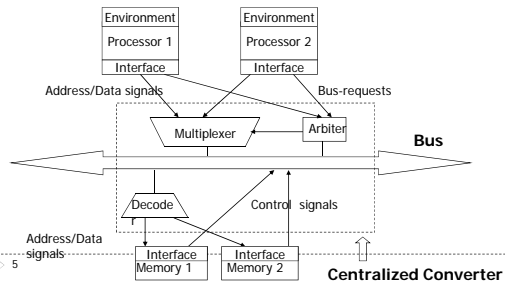 Environment
Environment
Processor 1
Processor 2
Interface
Interface
Address/Data signals
Bus-requests
Multiplexer
Arbiter
Bus
Decode
r
Control signals
Address/Data
signals
Interface
Interface
5
Memory 1
Memory 2
Centralized Converter